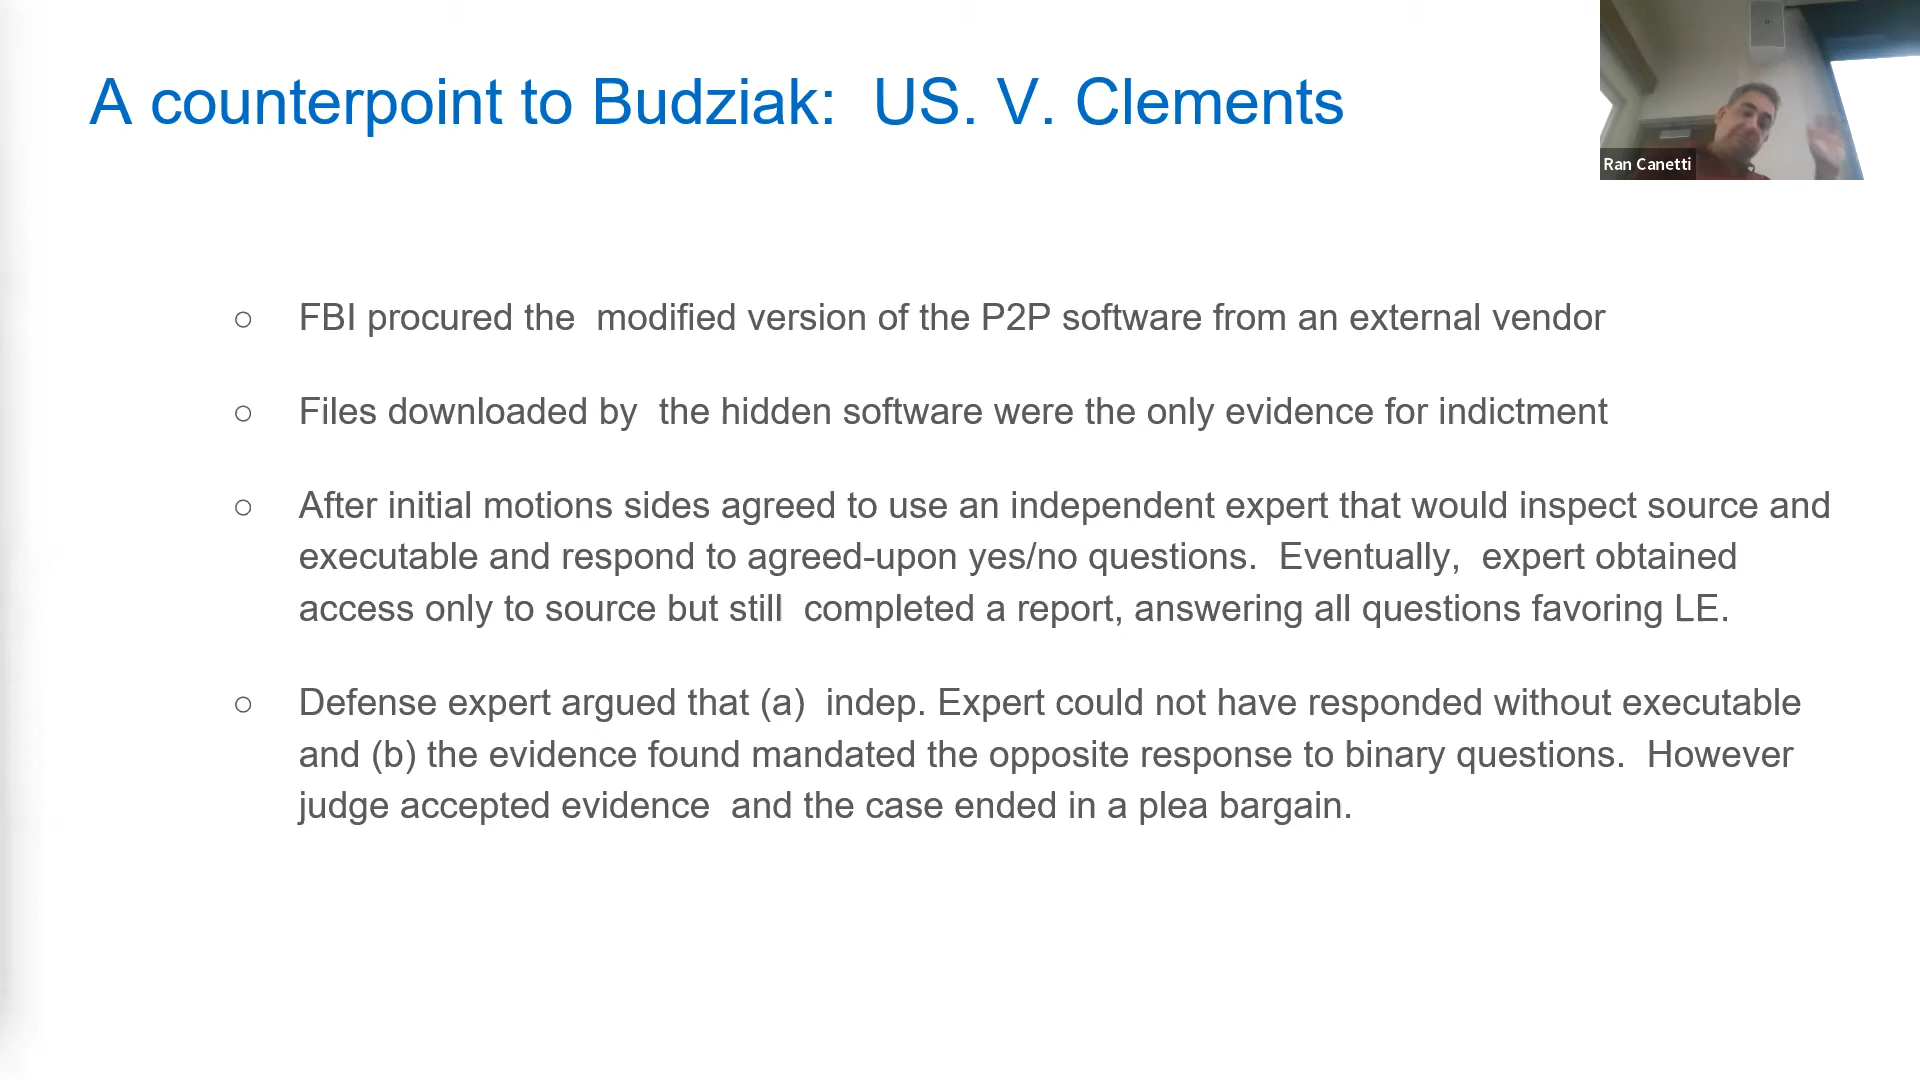 A counterpoint to Budziak:  US. V. Clements
Ran Canetti
○ FBI procured the  modified version of the P2P software from an external vendor
○ Files downloaded by  the hidden software were the only evidence for indictment
○ After initial motions sides agreed to use an independent expert that would inspect source and
executable and respond to agreed-upon yes/no questions.  Eventually,  expert obtained
access only to source but still  completed a report, answering all questions favoring LE.
○ Defense expert argued that (a)  indep. Expert could not have responded without executable
and (b) the evidence found mandated the opposite response to binary questions.  However
judge accepted evidence  and the case ended in a plea bargain.